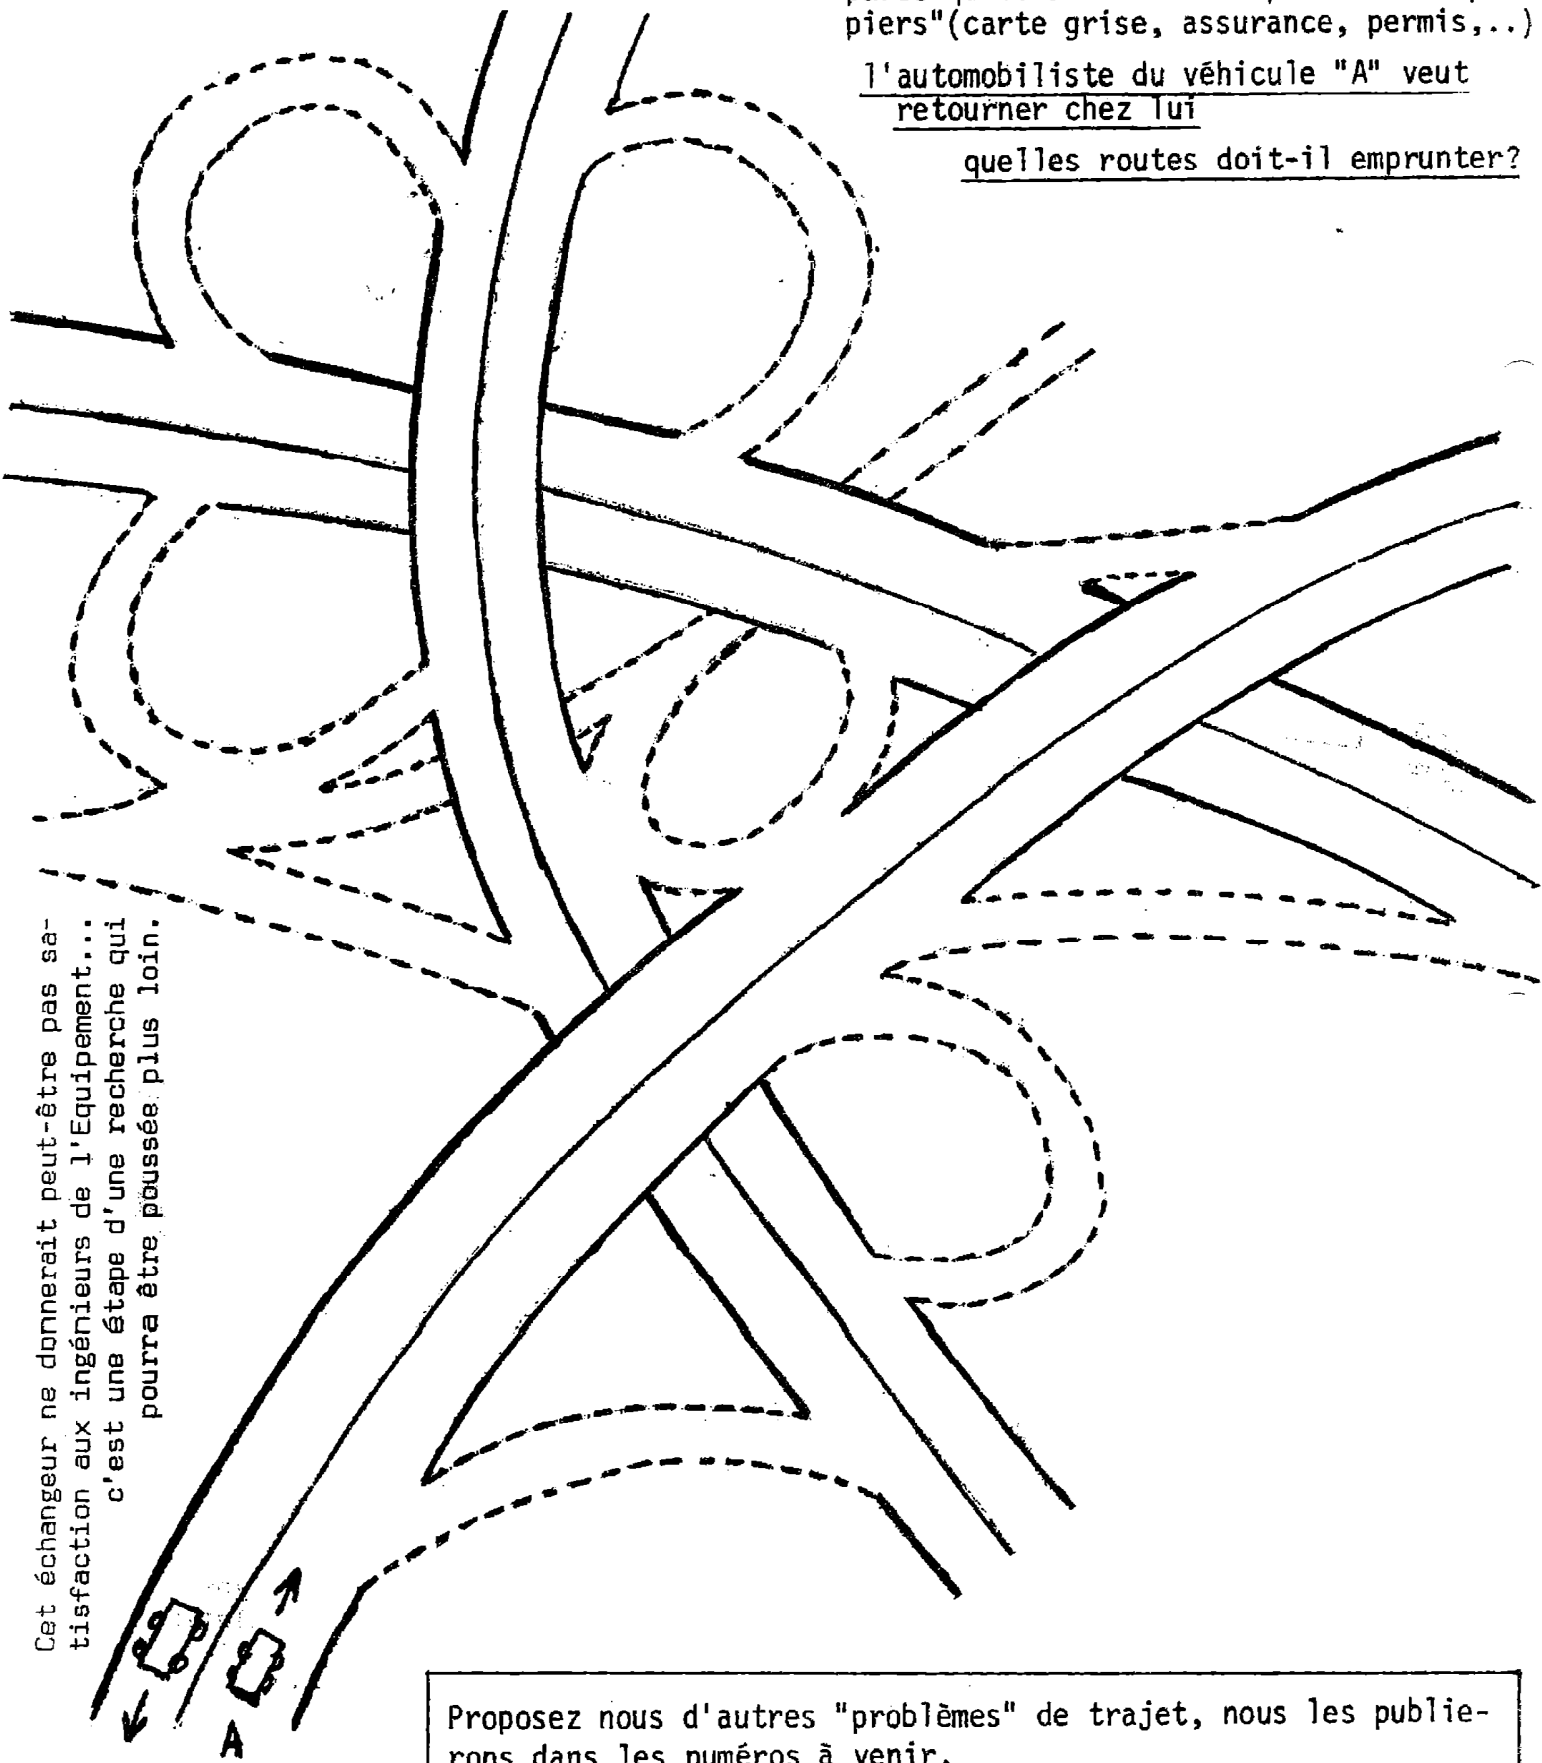 piers"(carte grise, assurance, permis,..)
l'automobiliste du véhicule "A" veut
retourner chez lui
quelles routes doit-il emprunter?
Cet échangeur ne donnerait peut-être pas sa-
tisfaction aux ingénieurs de l'Equipement...
c'est une étape d'une recherche qui
pourra être poussée plus loin.
A
Proposez nous d'autres "problèmes" de trajet, nous les publie-
rons dans les numéros à venir.